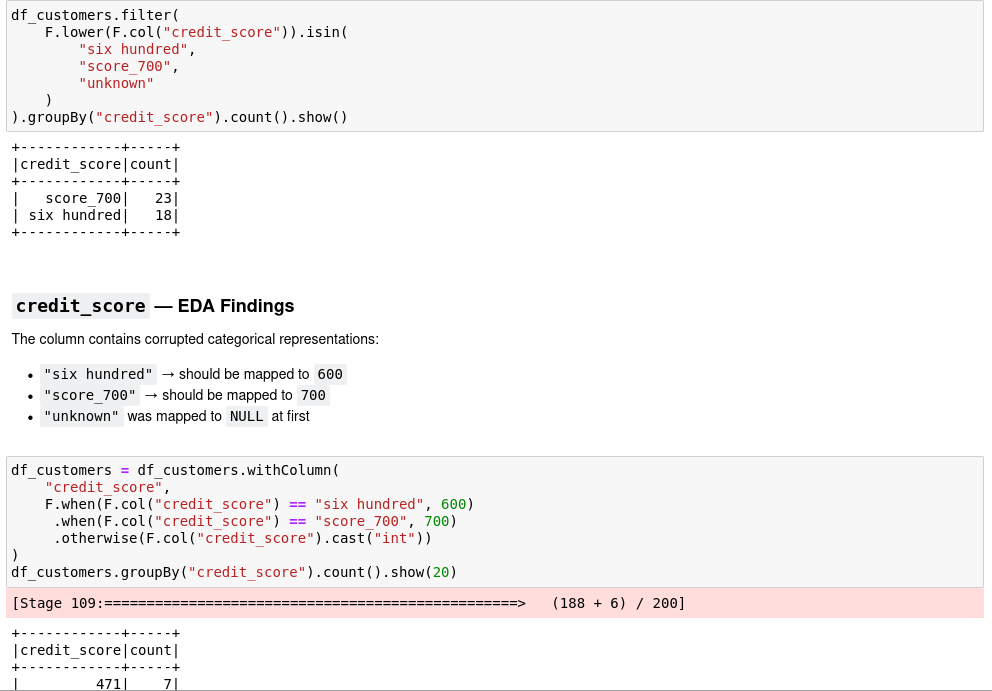 df_customers.filter(
    F.lower(F.col("credit_score")).isin(
        "six hundred",
        "score_700",
        "unknown"
    )
).groupBy("credit_score").count().show()
+------------+-----+
|credit_score|count|
+------------+-----+
|   score_700|   23|
| six hundred|   18|
+------------+-----+
credit_score — EDA Findings
The column contains corrupted categorical representations:
• "six hundred" → should be mapped to 600
• "score_700" → should be mapped to 700
• "unknown" was mapped to NULL at first
df_customers = df_customers.withColumn(
    "credit_score",
    F.when(F.col("credit_score") == "six hundred", 600)
     .when(F.col("credit_score") == "score_700", 700)
     .otherwise(F.col("credit_score").cast("int"))
)
df_customers.groupBy("credit_score").count().show(20)
[Stage 109:=================================================>   (188 + 6) / 200]
+------------+-----+
|credit_score|count|
+------------+-----+
|         471|    7|